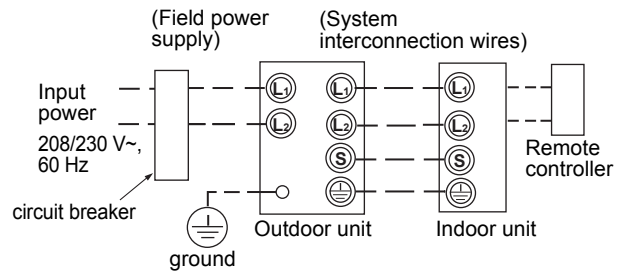 (Field power
supply)
(System
interconnection wires)
Input
power
208/230 V~,
60 Hz
circuit breaker
L1
L2
L1
L2
S
L1
L2
S
Remote
controller
ground
Outdoor unit
Indoor unit